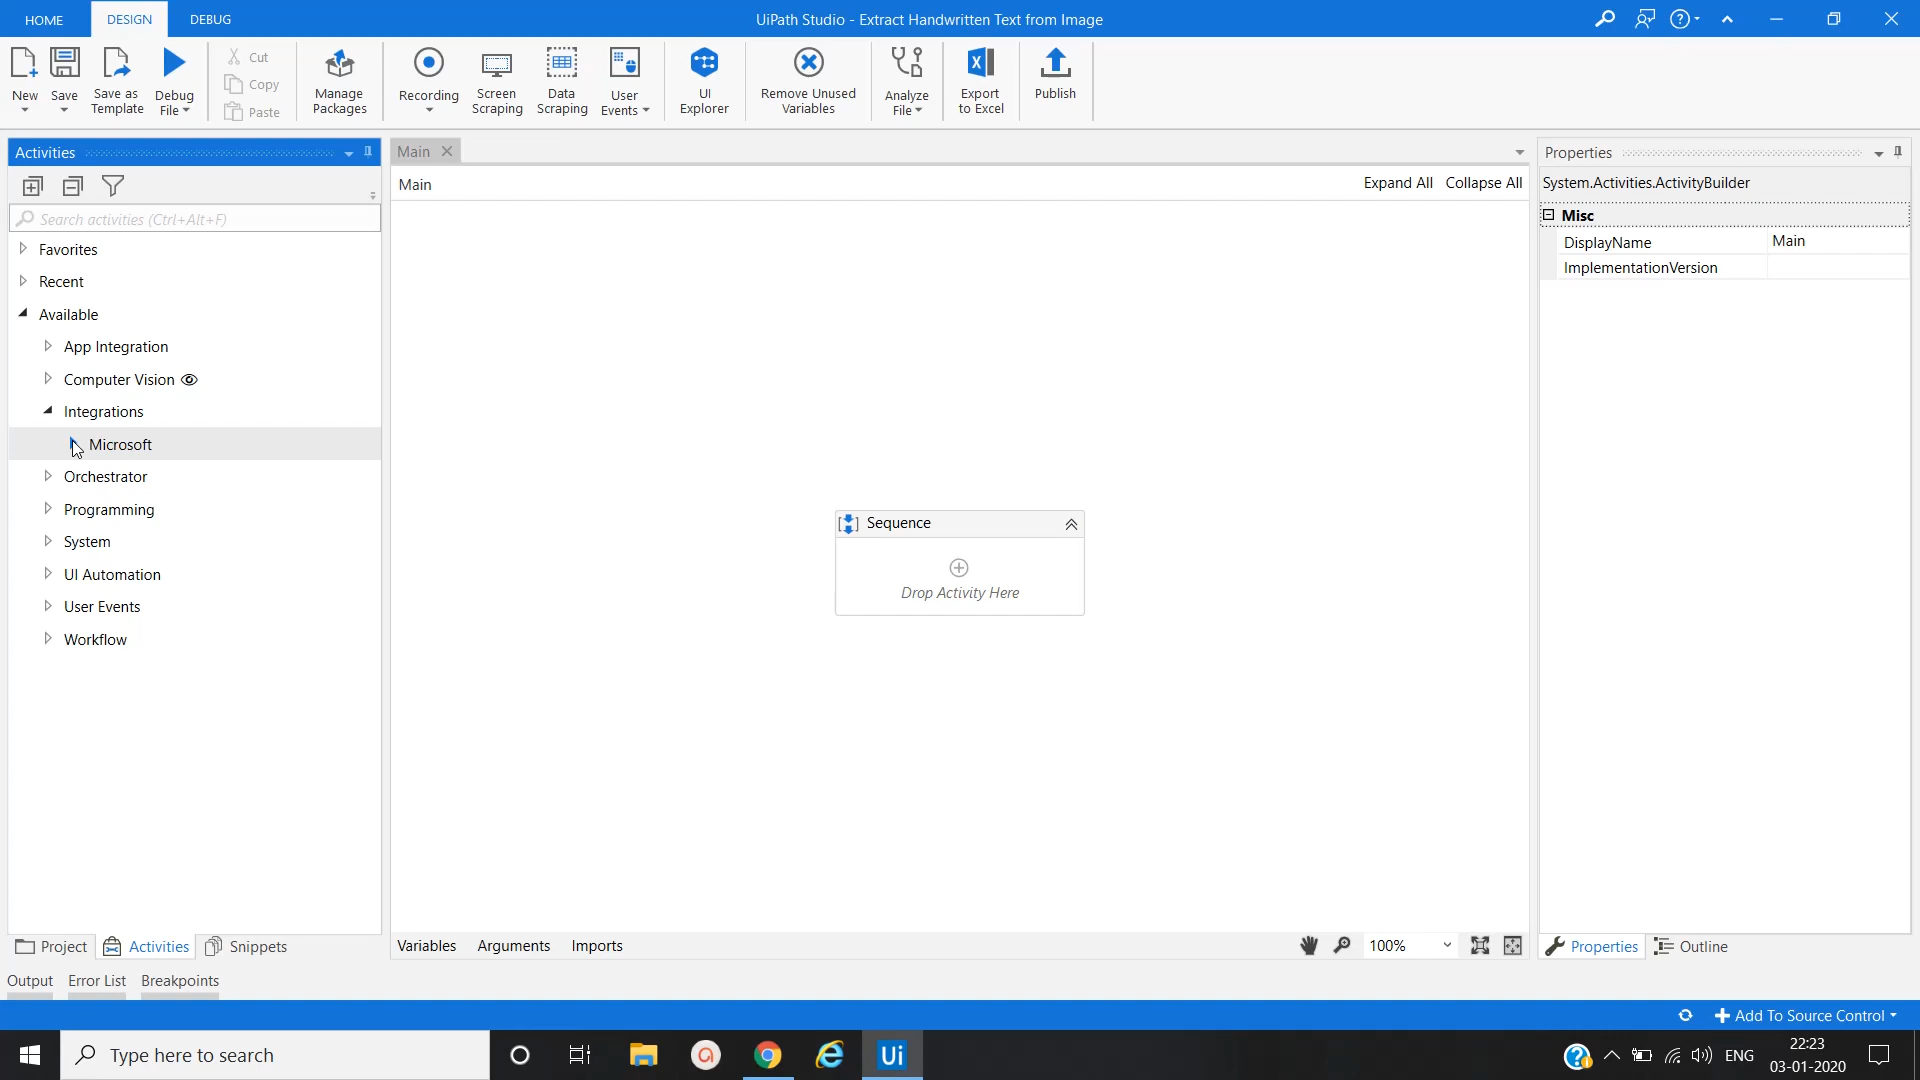 HOME DESIGN DEBUG UiPath Studio - Extract Handwritten Text from Image
New Save Save as Template Debug File
Cut
Copy
Paste
Manage Packages
Recording Screen Scraping Data Scraping User Events UI Explorer
Remove Unused Variables Analyze File Export to Excel Publish
Activities
Search activities (Ctrl+Alt+F)
Favorites
Recent
Available
App Integration
Computer Vision
Integrations
Microsoft
Orchestrator
Programming
System
UI Automation
User Events
Workflow
Project Activities Snippets
Main
Main Expand All Collapse All
Sequence
Drop Activity Here
Variables Arguments Imports 100%
Properties
System.Activities.ActivityBuilder
Misc
DisplayName Main
ImplementationVersion
Properties Outline
Output Error List Breakpoints
Add To Source Control
Type here to search
Ui
ENG
22:23
03-01-2020